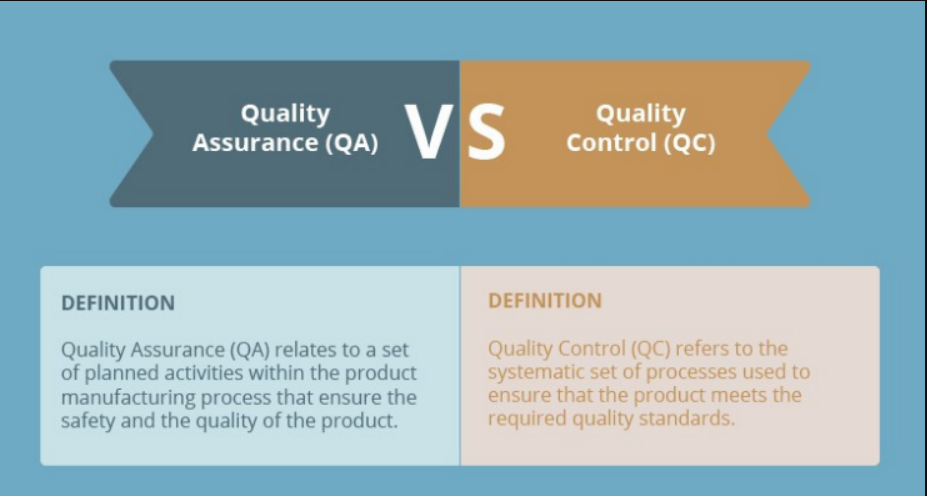 Quality
Assurance (QA)
VS
Quality
Control (QC)
DEFINITION
Quality Assurance (QA) relates to a set
of planned activities within the product
manufacturing process that ensure the
safety and the quality of the product.
DEFINITION
Quality Control (QC) refers to the
systematic set of processes used to
ensure that the product meets the
required quality standards.